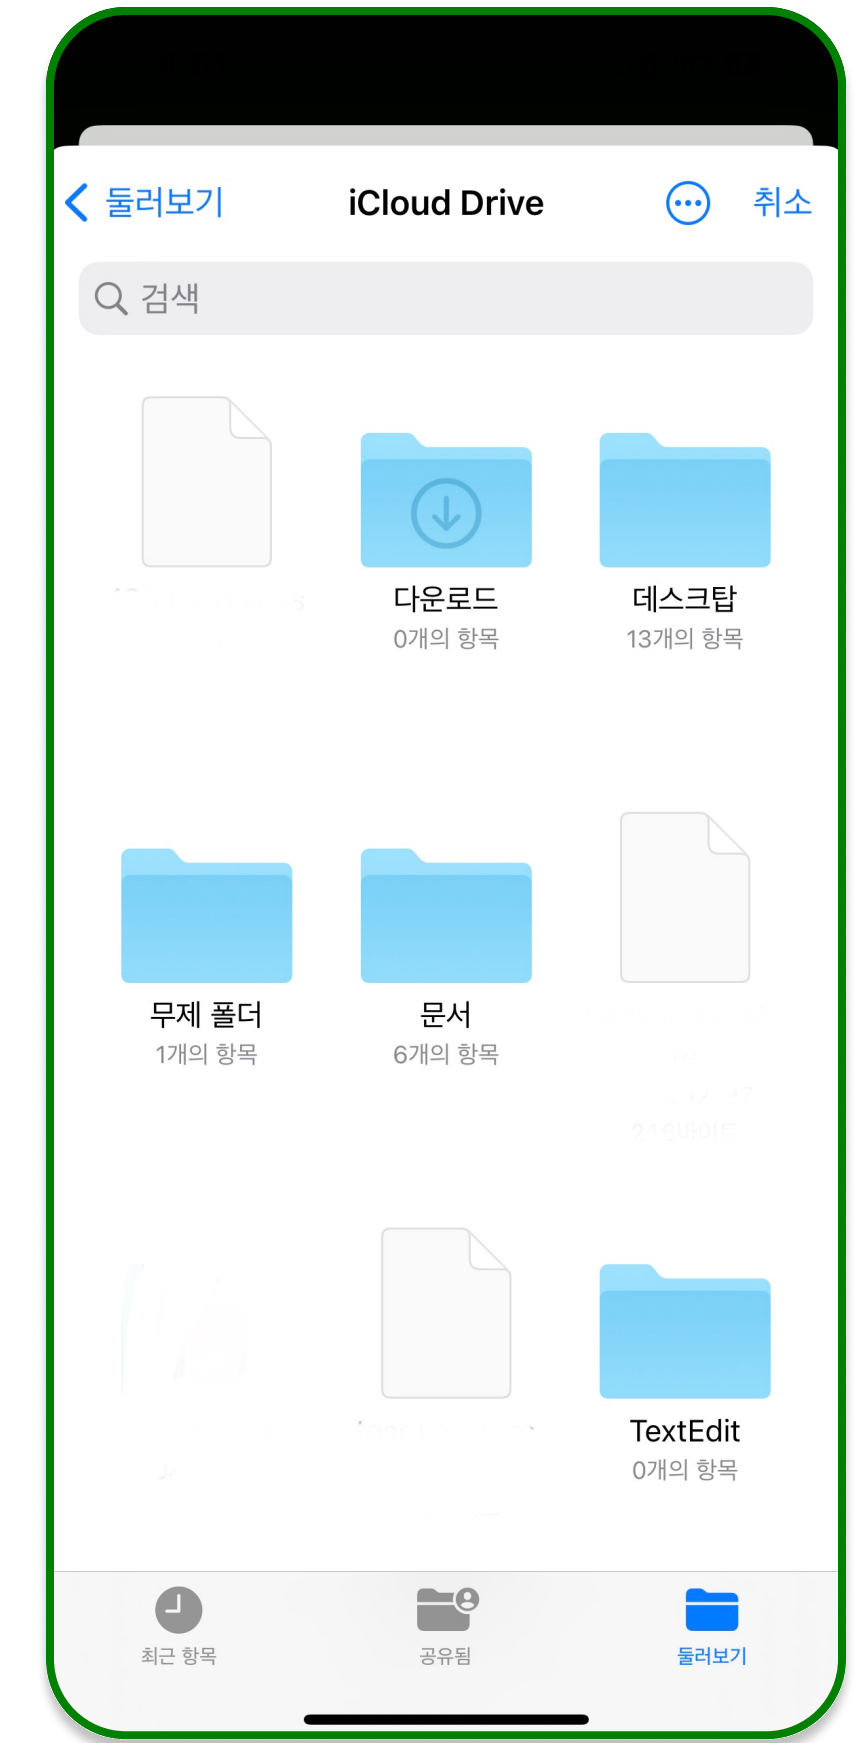 둘러보기
iCloud Drive
취소
검색
다운로드
0개의 항목
데스크탑
13개의 항목
무제 폴더
1개의 항목
문서
6개의 항목
TextEdit
0개의 항목
최근 항목
공유됨
둘러보기